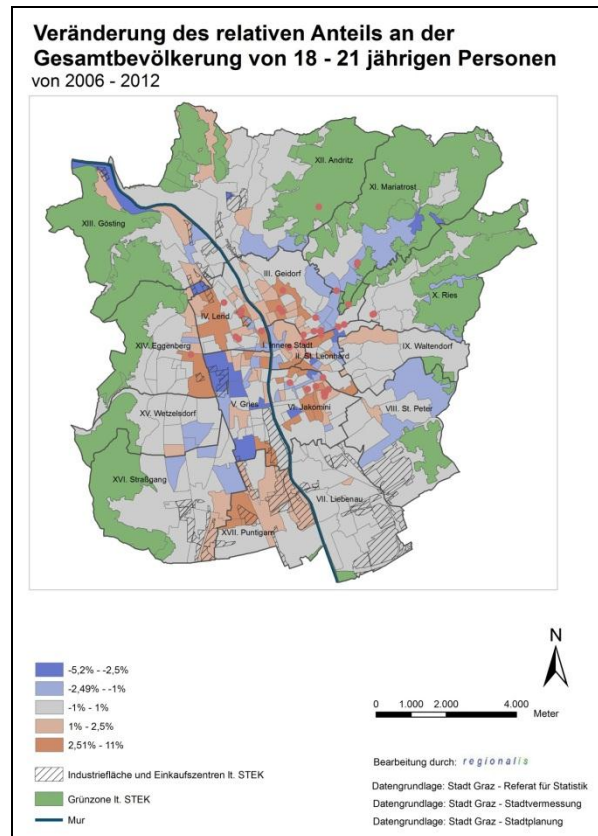 Veränderung des relativen Anteils an der
Gesamtbevölkerung von 18 - 21 jährigen Personen
von 2006 - 2012
XII. Andritz
XI. Mariatrost
XIII. Gösting
III. Geidorf
X. Ries
IV. Lend
I. Innere Stadt
XIV. Eggenberg
II. St. Leonhard
IX. Waltendorf
V. Gries
VI. Jakomini
XV. Wetzelsdorf
VIII. St. Peter
XVI. Straßgang
VII. Liebenau
XVII. Puntigam
-5,2% - -2,5%
-2,49% - -1%
-1% - 1%
1% - 2,5%
2,51% - 11%
Industriefläche und Einkaufszentren lt. STEK
Grünzone lt. STEK
Mur
N
0 1.000 2.000 4.000
Meter
Bearbeitung durch: regionalis
Datengrundlage: Stadt Graz - Referat für Statistik
Datengrundlage: Stadt Graz - Stadtvermessung
Datengrundlage: Stadt Graz - Stadtplanung